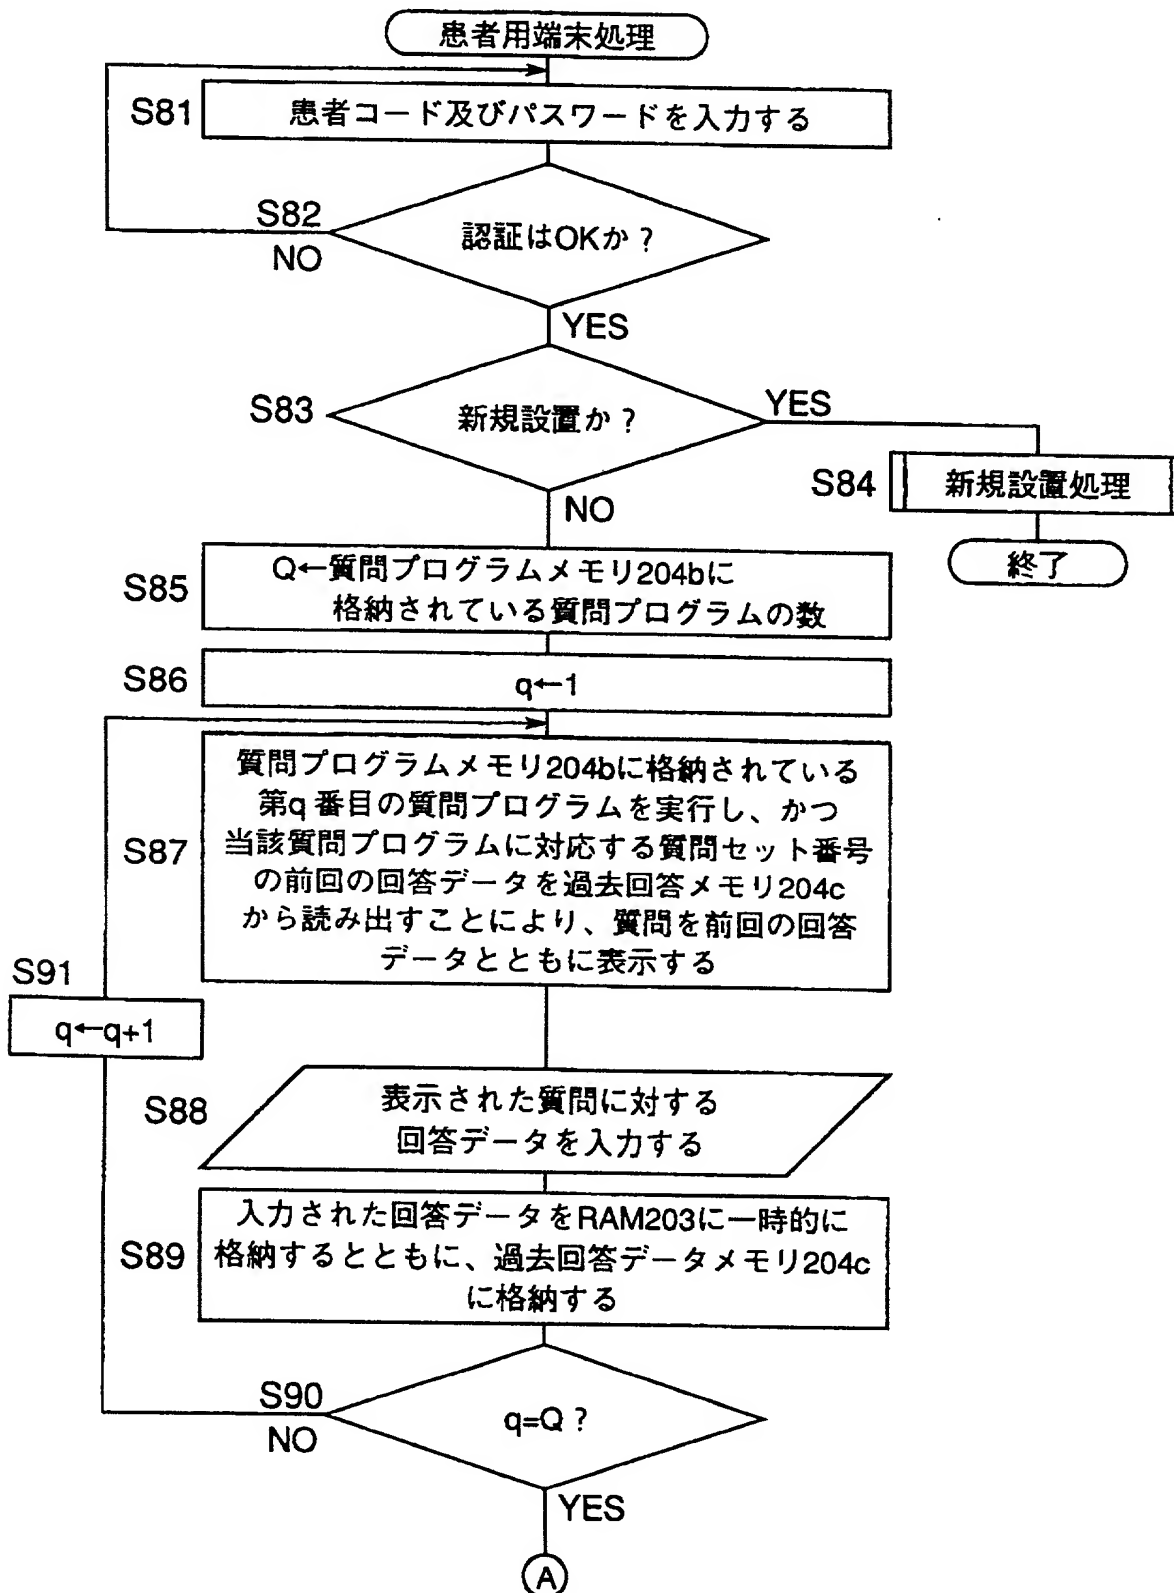 患者用端末処理
S81
患者コード及びパスワードを入力する
S82
認証はOKか？
NO
YES
S83
新規設置か？
YES
S84
新規設置処理
NO
終了
S85
Q←質問プログラムメモリ204bに
格納されている質問プログラムの数
S86
q←1
S87
質問プログラムメモリ204bに格納されている
第q番目の質問プログラムを実行し、かつ
当該質問プログラムに対応する質問セット番号
の前回の回答データを過去回答メモリ204c
から読み出すことにより、質問を前回の回答
データとともに表示する
S91
q←q+1
S88
表示された質問に対する
回答データを入力する
S89
入力された回答データをRAM203に一時的に
格納するとともに、過去回答データメモリ204c
に格納する
S90
q=Q？
NO
YES
A